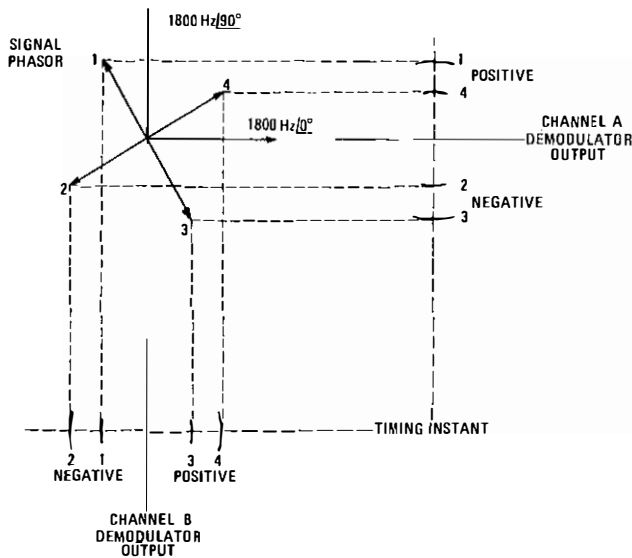 1800 Hz/90°
SIGNAL
PHASOR
1
4
1
POSITIVE
4
1800 Hz/0°
CHANNEL A
DEMODULATOR
OUTPUT
2
3
2
NEGATIVE
3
TIMING INSTANT
2 1 3 4
NEGATIVE POSITIVE
CHANNEL B
DEMODULATOR
OUTPUT